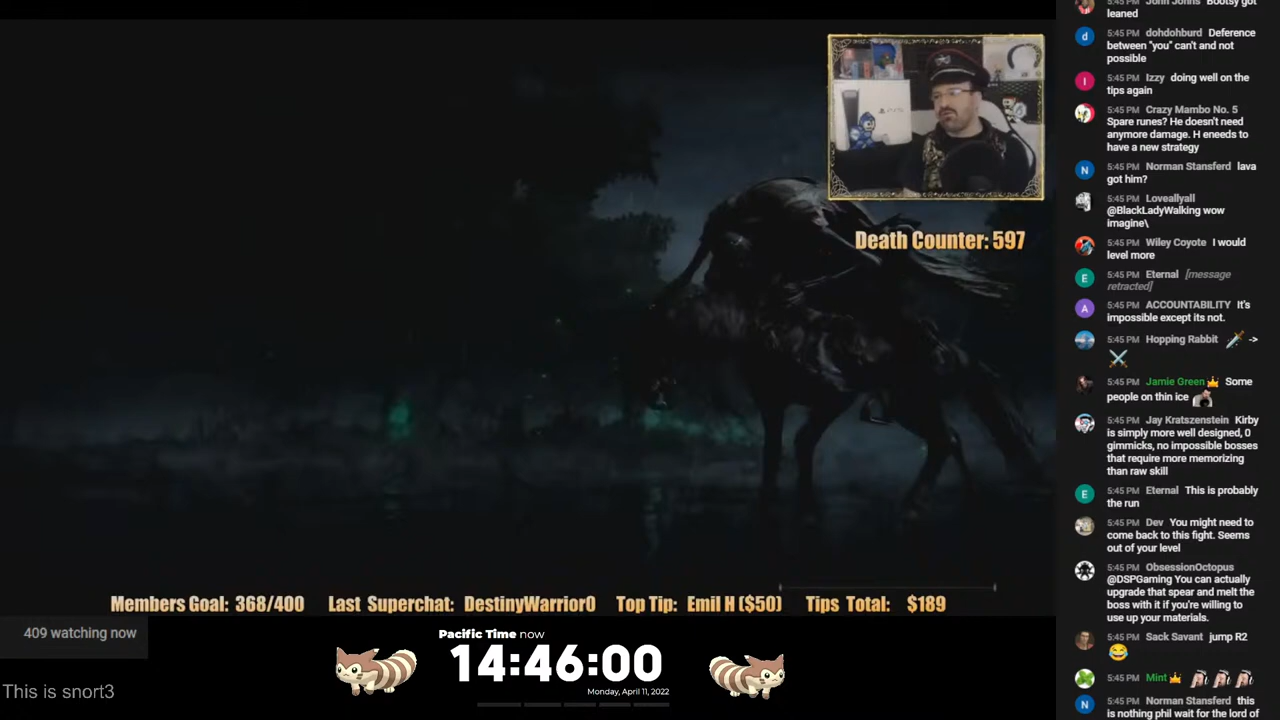 Death Counter: 597
Members Goal: 368/400 Last Superchat: DestinyWarrior0 Top Tip: Emil H ($50) Tips Total: $189
409 watching now
This is snort3
Pacific Time now
14:46:00
Monday, April 11, 2022
5:45 PM John Johns Bootsy got
leaned
5:45 PM dohdohburd Deference
between "you" can't and not
possible
5:45 PM Izzy doing well on the
tips again
5:45 PM Crazy Mambo No. 5
Spare runes? He doesn't need
anymore damage. H eneeds to
have a new strategy
5:45 PM Norman Stansferd lava
got him?
5:45 PM Loveallyall
@BlackLadyWalking wow
imagine\
5:45 PM Wiley Coyote I would
level more
5:45 PM Eternal [message
retracted]
5:45 PM ACCOUNTABILITY It's
impossible except its not.
5:45 PM Hopping Rabbit 🗡️ ->
⚔️
5:45 PM Jamie Green Some
people on thin ice
5:45 PM Jay Kratszenstein Kirby
is simply more well designed, 0
gimmicks, no impossible bosses
that require more memorizing
than raw skill
5:45 PM Eternal This is probably
the run
5:45 PM Dev You might need to
come back to this fight. Seems
out of your level
5:45 PM ObsessionOctopus
@DSPGaming You can actually
upgrade that spear and melt the
boss with it if you're willing to
use up your materials.
5:45 PM Sack Savant jump R2
😂
5:45 PM Mint
5:45 PM Norman Stansferd this
is nothing phil wait for the lord of